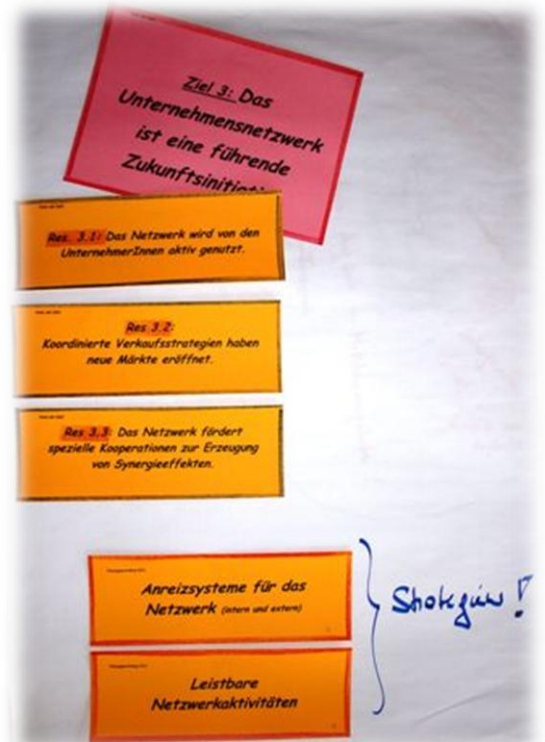 Ziel 3: Das
Unternehmensnetzwerk
ist eine führende
Res. 3.1: Das Netzwerk wird von den
UnternehmerInnen aktiv genutzt.
Res 3.2:
Koordinierte Verkaufsstrategien haben
neue Märkte eröffnet.
Res 3.3: Das Netzwerk fördert
spezielle Kooperationen zur Erzeugung
von Synergieeffekten.
Anreizsysteme für das
Netzwerk (intern und extern)
Leistbare
Netzwerkaktivitäten